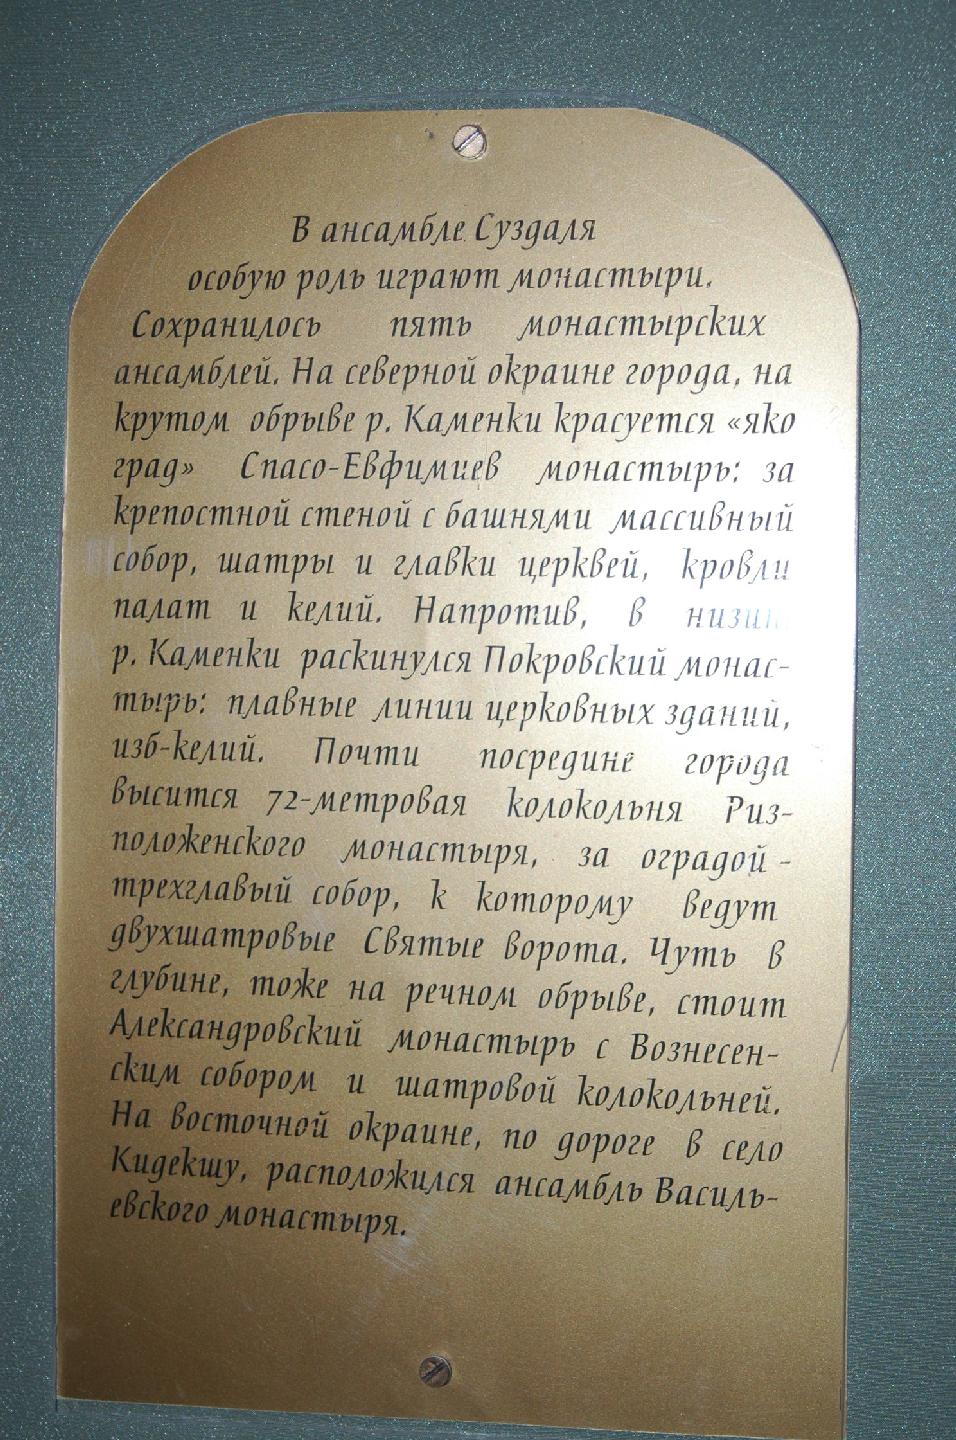 В ансамбле Суздаля
особую роль играют монастыри.
Сохранилось пять монастырских
ансамблей. На северной окраине города, на
крутом обрыве р. Каменки красуется «яко
град» Спасо-Евфимиев монастырь: за
крепостной стеной с башнями массивный
собор, шатры и главки церквей, кровли
палат и келий. Напротив, в
р. Каменки раскинулся Покровский монас-
тырь: плавные линии церковных зданий,
изб-келий. Почти посредине города
высится 72-метровая колокольня Риз-
положенского монастыря, за оградой -
трехглавый собор, к которому ведут
двухшатровые Святые ворота. Чуть в
глубине, тоже на речном обрыве, стоит
Александровский монастырь с Вознесен-
ским собором и шатровой колокольней.
На восточной окраине, по дороге в село
Кидекшу, расположился ансамбль Василь-
евского монастыря.